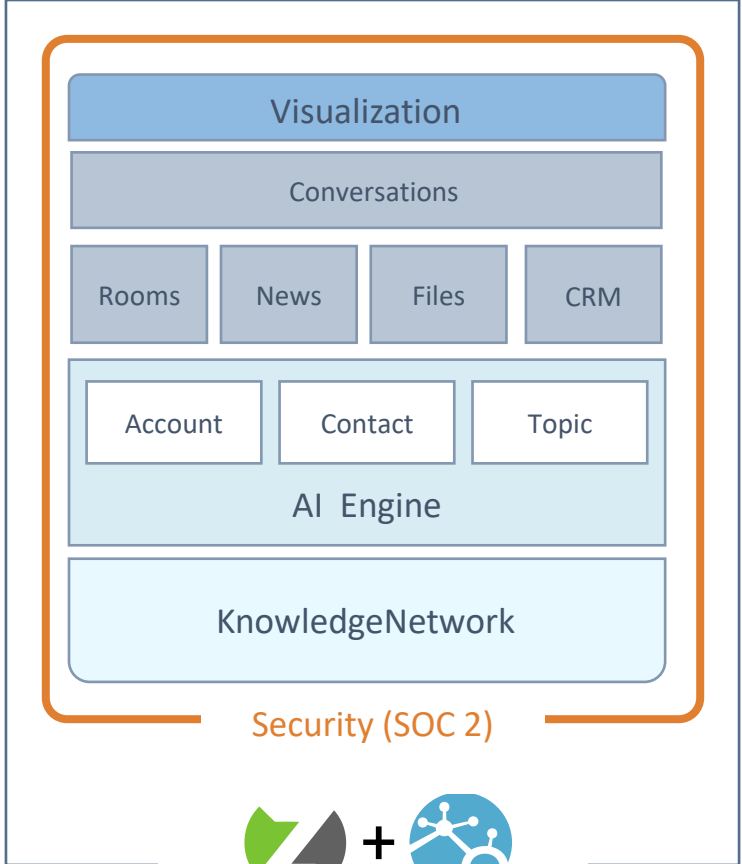 Visualization
Conversations
Rooms
News
Files
CRM
Account
Contact
Topic
AI Engine
KnowledgeNetwork
Security (SOC 2)
+